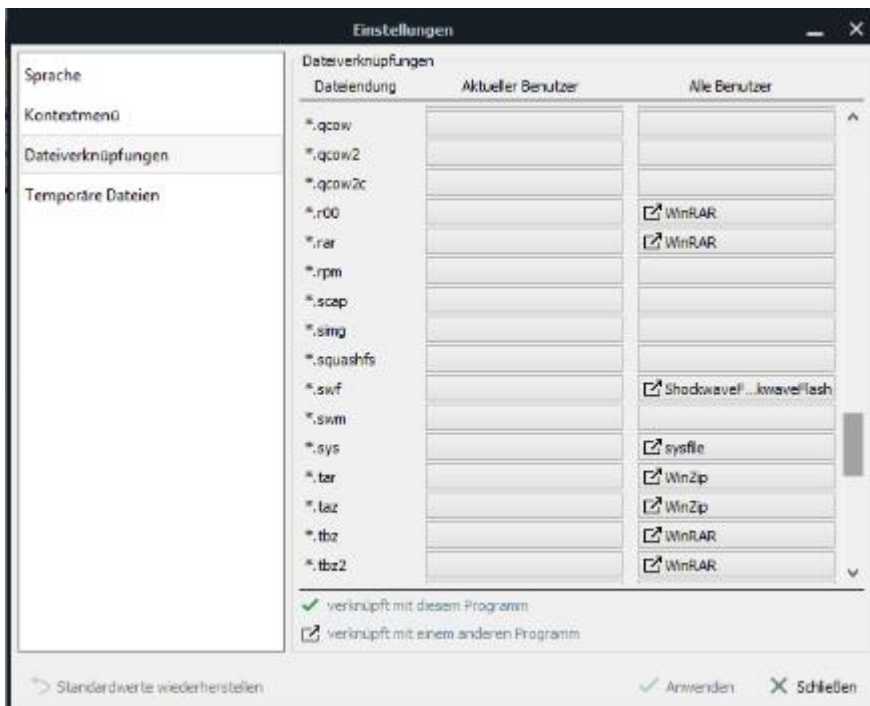 Einstellungen
Sprache
Kontextmenü
Dateiverknüpfungen
Temporäre Dateien
Dateiverknüpfungen
Dateiendung Aktueller Benutzer Alle Benutzer
*.qcow
*.qcow2
*.qcow2c
*.r00 WinRAR
*.rar WinRAR
*.rpm
*.scap
*.simg
*.squashfs
*.swf ShockwaveF...kwaveFlash
*.swm
*.sys sysfile
*.tar WinZip
*.taz WinZip
*.tbz WinRAR
*.tbz2 WinRAR
verknüpft mit diesem Programm
verknüpft mit einem anderen Programm
Standardwerte wiederherstellen Anwenden Schließen